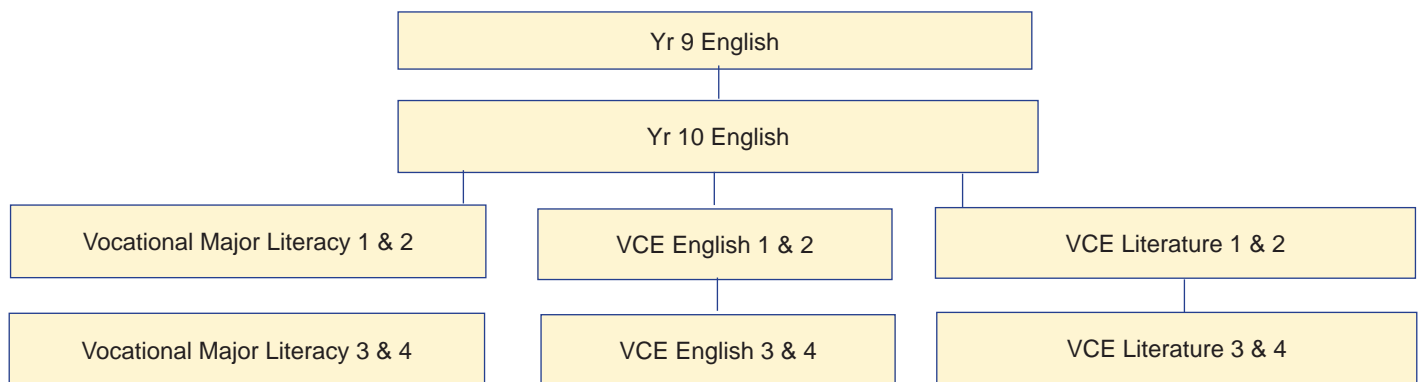 Yr 9 English
Yr 10 English
Vocational Major Literacy 1 & 2
VCE English 1 & 2
VCE Literature 1 & 2
Vocational Major Literacy 3 & 4
VCE English 3 & 4
VCE Literature 3 & 4